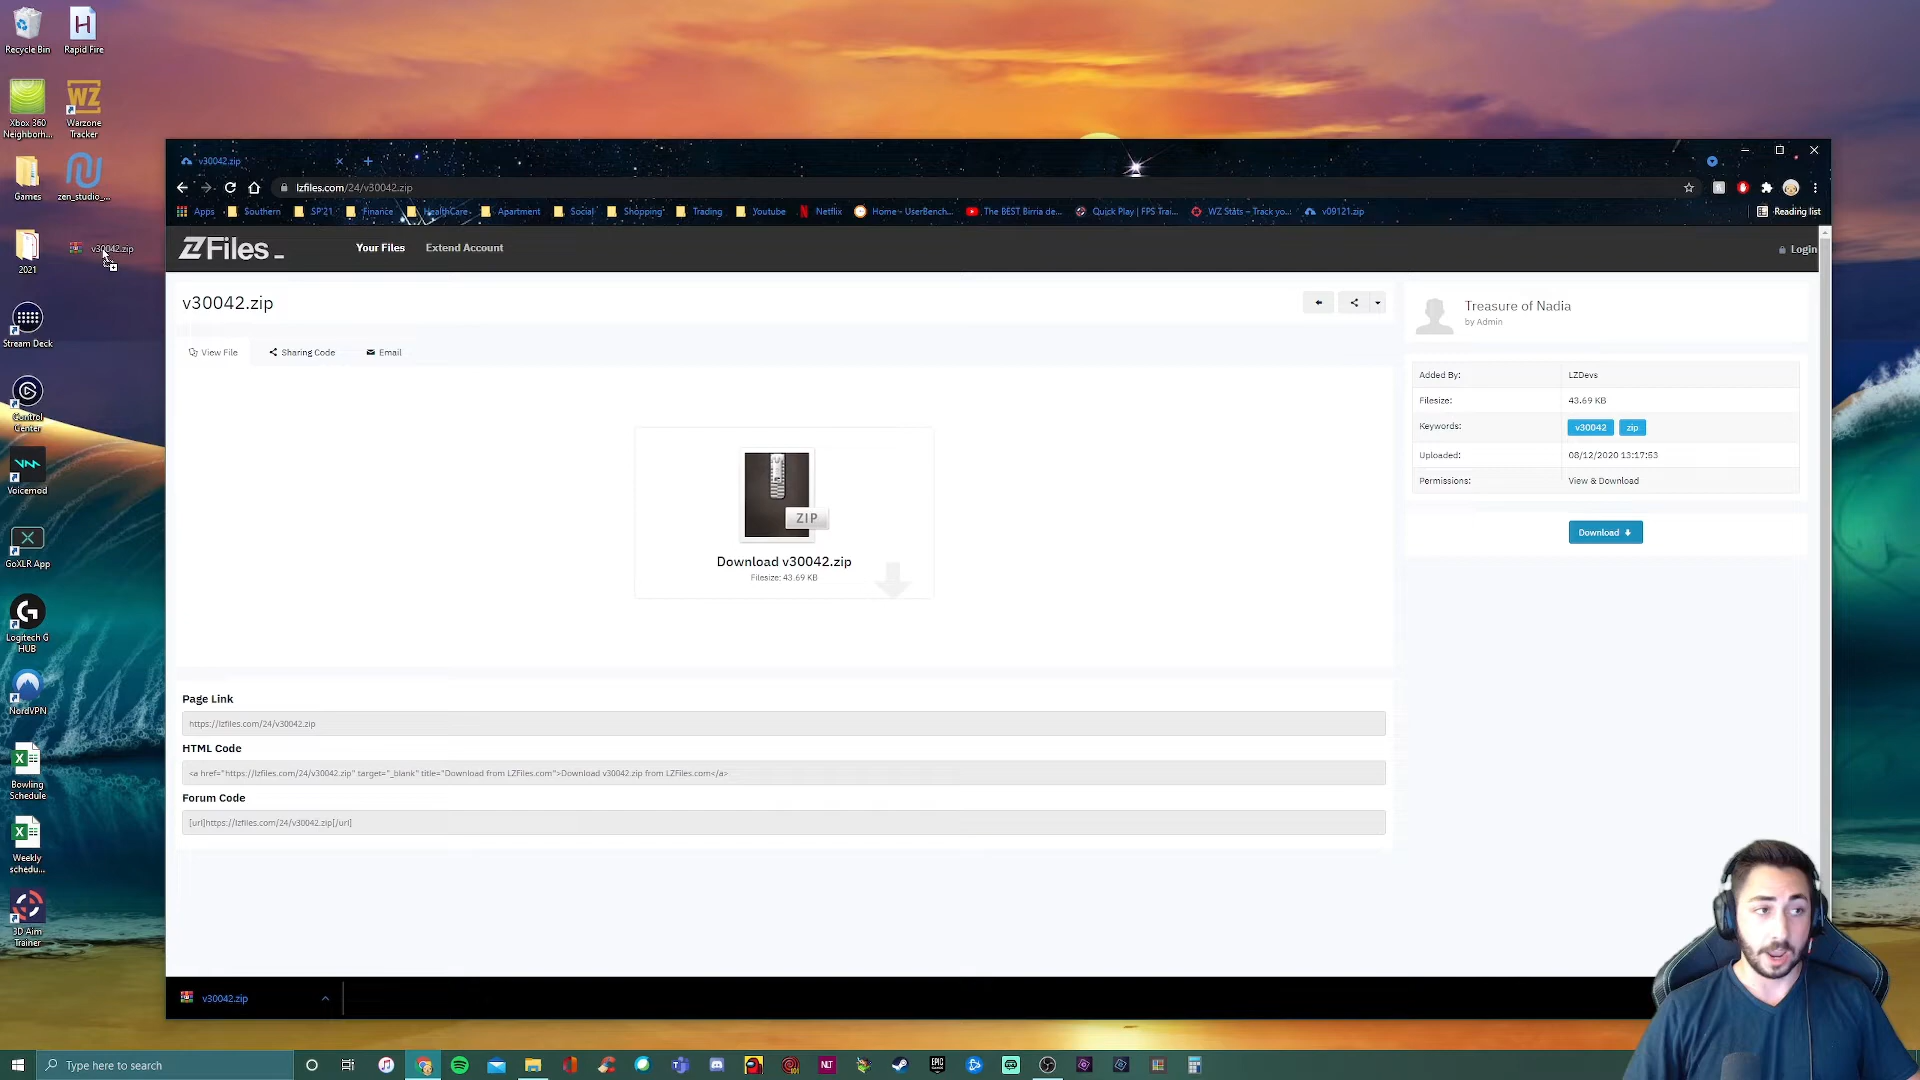 Recycle Bin
Rapid Fire
Xbox 360
Neighborh...
WZ
Warzone
Tracker
Games
zen_studio_...
2021
v30042.zip
Stream Deck
Control
Center
Voicemod
GoXLR App
Logitech G
HUB
NordVPN
Bowling
Schedule
Weekly
schedu...
3D Aim
Trainer
v30042.zip
lzfiles.com/24/v30042.zip
Apps Southern SP'21 Finance HealthCare Apartment Social Shopping Trading Youtube Netflix Home - UserBench... The BEST Birria de... Quick Play | FPS Trai... WZ Stats – Track yo... v09121.zip Reading list
LZFiles_ Your Files Extend Account Login
v30042.zip
View File Sharing Code Email
ZIP
Download v30042.zip
Filesize: 43.69 KB
Treasure of Nadia
by Admin
Added By: LZDevs
Filesize: 43.69 KB
Keywords: v30042 zip
Uploaded: 08/12/2020 13:17:53
Permissions: View & Download
Download
Page Link
https://lzfiles.com/24/v30042.zip
HTML Code
<a href="https://lzfiles.com/24/v30042.zip" target="_blank" title="Download from LZFiles.com">Download v30042.zip from LZFiles.com</a>
Forum Code
[url]https://lzfiles.com/24/v30042.zip[/url]
v30042.zip
Type here to search
NLT
EPIC